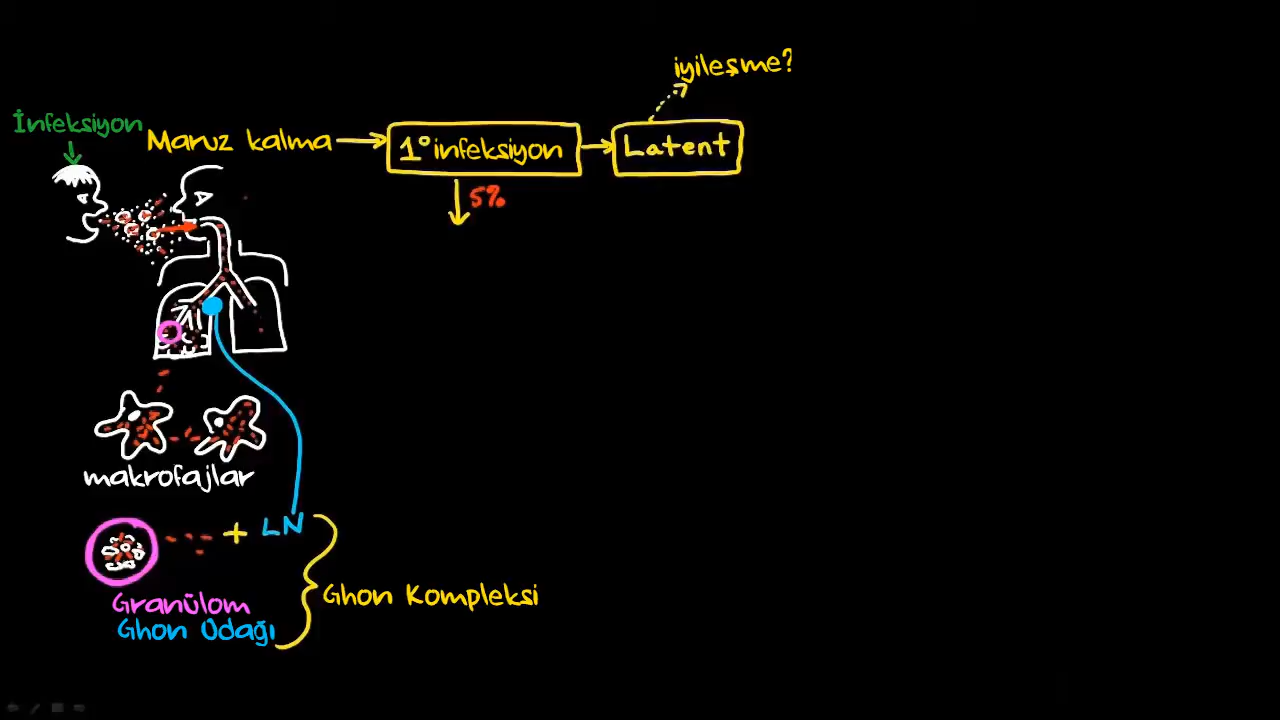 iyileşme?
İnfeksiyon
Maruz kalma
1° infeksiyon
Latent
5%
makrofajlar
+ LN
Granülom
Ghon Odağı
Ghon Kompleksi